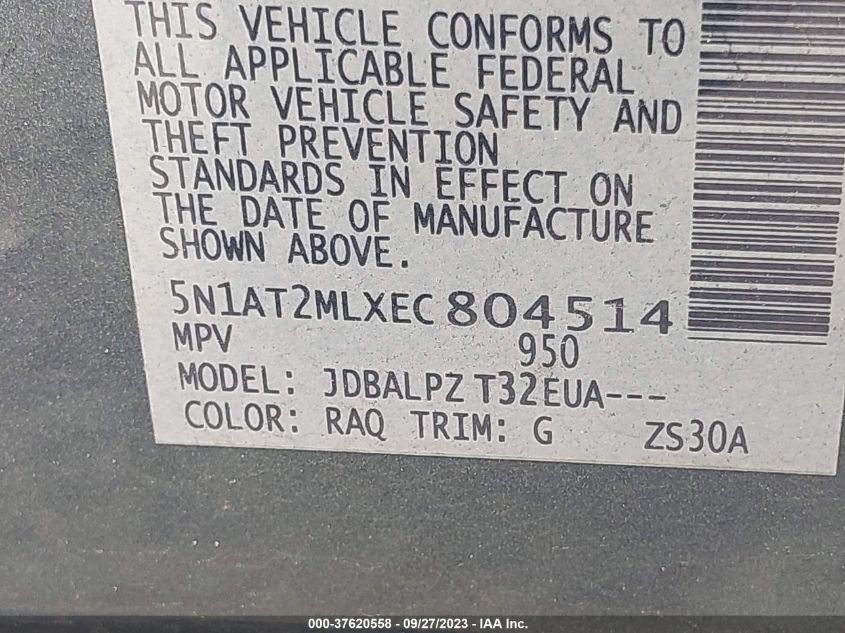 THIS VEHICLE CONFORMS TO
ALL APPLICABLE FEDERAL
MOTOR VEHICLE SAFETY AND
THEFT PREVENTION
STANDARDS IN EFFECT ON
THE DATE OF MANUFACTURE
SHOWN ABOVE.
5N1AT2MLXEC804514
MPV 950
MODEL: JDBALPZ T32EUA---
COLOR: RAQ TRIM: G ZS30A
000-37620558 - 09/27/2023 - IAA Inc.